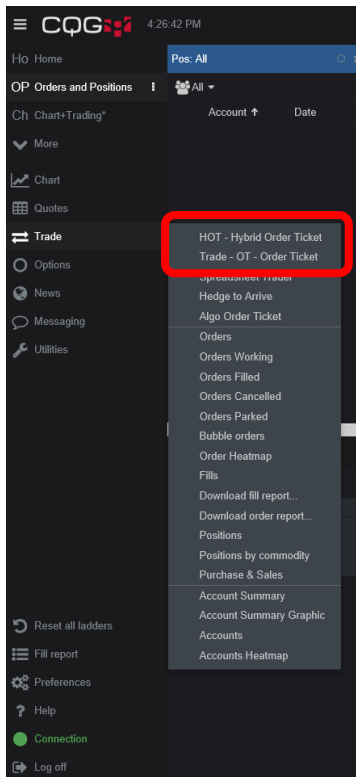 CQG 4:26:42 PM
Ho Home
Pos: All
OP Orders and Positions
All
Account Date
Ch Chart+Trading*
More
Chart
Quotes
Trade
Options
News
Messaging
Utilities
HOT - Hybrid Order Ticket
Trade - OT - Order Ticket
Spreadsheet Trader
Hedge to Arrive
Algo Order Ticket
Orders
Orders Working
Orders Filled
Orders Cancelled
Orders Parked
Bubble orders
Order Heatmap
Fills
Download fill report...
Download order report...
Positions
Positions by commodity
Purchase & Sales
Account Summary
Account Summary Graphic
Accounts
Accounts Heatmap
Reset all ladders
Fill report
Preferences
Help
Connection
Log off